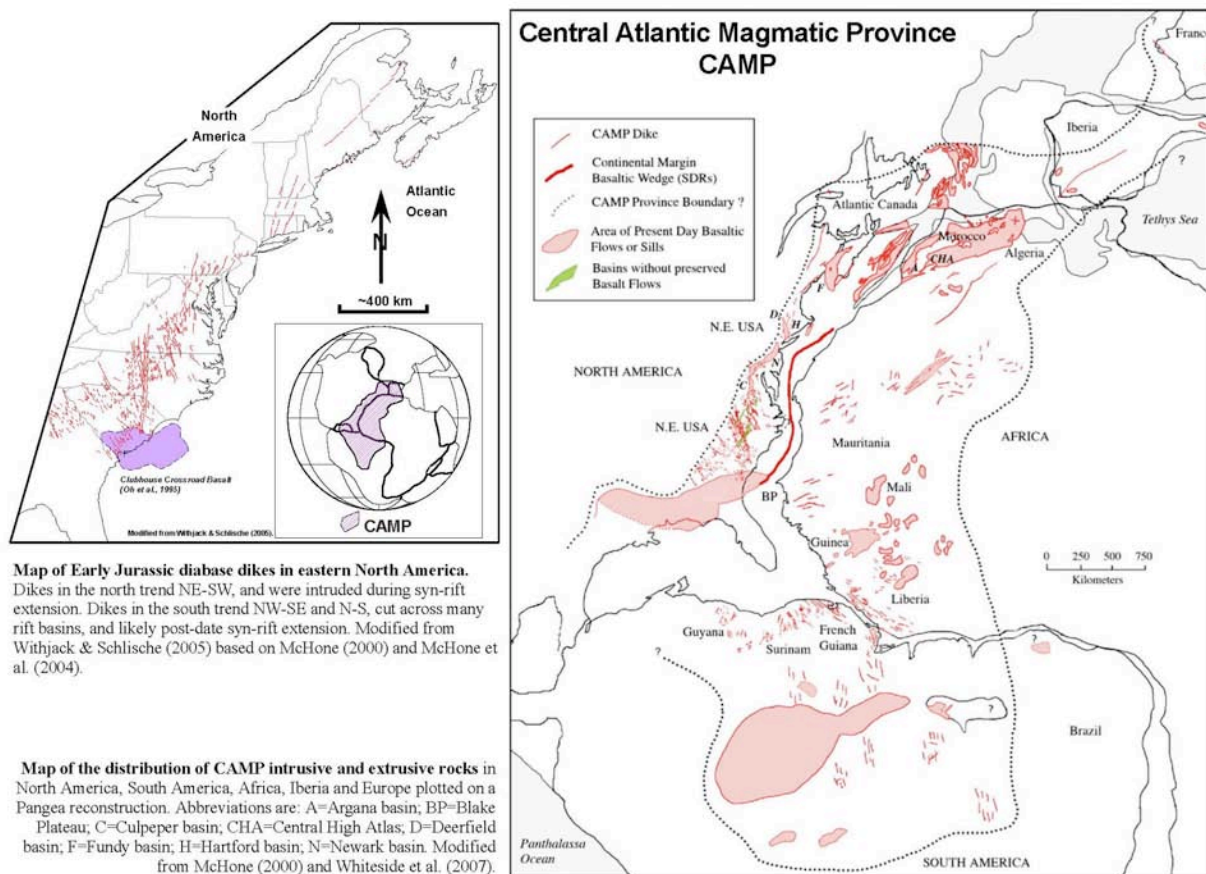 North
America
Atlantic
Ocean
N
~400 km
Clubhouse Crossroad Basalt
(Oh et al., 1995)
CAMP
Modified from Withjack & Schlische (2005).
Map of Early Jurassic diabase dikes in eastern North America.
Dikes in the north trend NE-SW, and were intruded during syn-rift
extension. Dikes in the south trend NW-SE and N-S, cut across many
rift basins, and likely post-date syn-rift extension. Modified from
Withjack & Schlische (2005) based on McHone (2000) and McHone et
al. (2004).
Map of the distribution of CAMP intrusive and extrusive rocks in
North America, South America, Africa, Iberia and Europe plotted on a
Pangea reconstruction. Abbreviations are: A=Argana basin; BP=Blake
Plateau; C=Culpeper basin; CHA=Central High Atlas; D=Deerfield
basin; F=Fundy basin; H=Hartford basin; N=Newark basin. Modified
from McHone (2000) and Whiteside et al. (2007).
Central Atlantic Magmatic Province
CAMP
CAMP Dike
Continental Margin
Basaltic Wedge (SDRs)
CAMP Province Boundary ?
Area of Present Day Basaltic
Flows or Sills
Basins without preserved
Basalt Flows
France
Iberia
?
Tethys Sea
Atlantic Canada
Morocco
Algeria
CHA
A
F
D
H
N.E. USA
N
NORTH AMERICA
C
N.E. USA
AFRICA
Mauritania
BP
Mali
Guinea
0 250 500 750
Kilometers
Liberia
Guyana
French
Guiana
Surinam
?
?
?
Brazil
Panthalassa
Ocean
SOUTH AMERICA